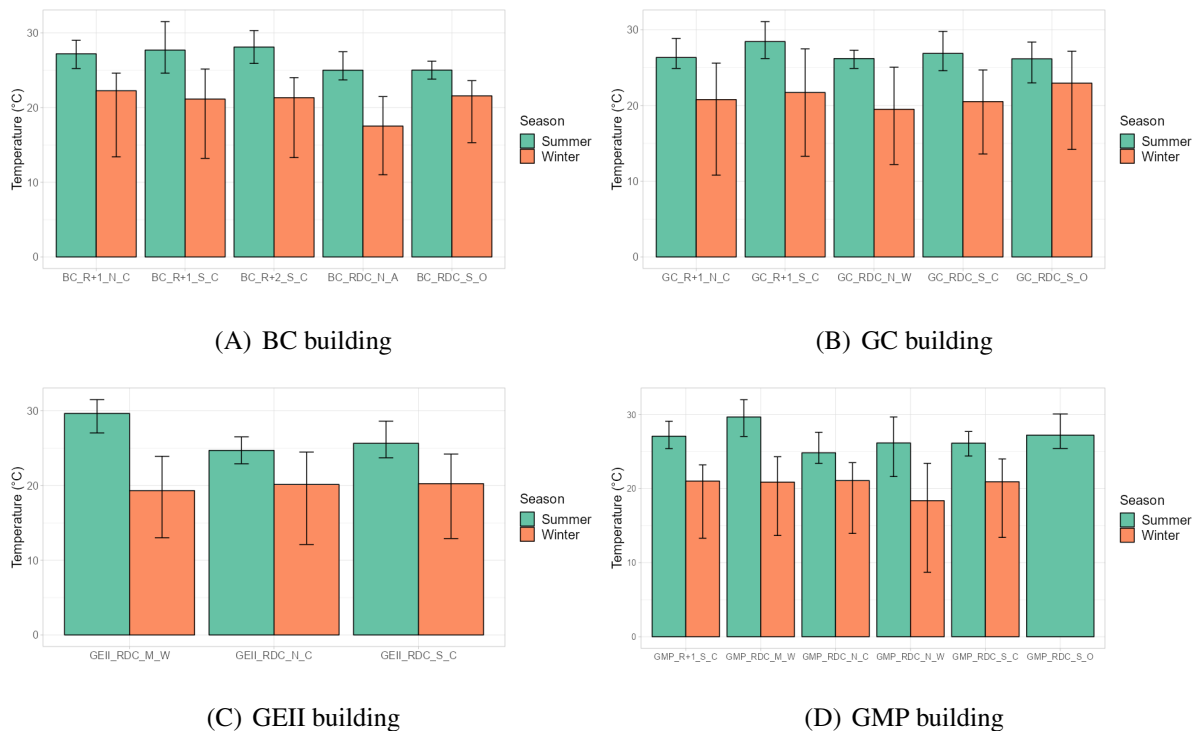 Temperature (°C)
30
20
10
0
BC_R+1_N_C BC_R+1_S_C BC_R+2_S_C BC_RDC_N_A BC_RDC_S_O
Season
Summer
Winter
(A) BC building
Temperature (°C)
30
20
10
0
GC_R+1_N_C GC_R+1_S_C GC_RDC_N_W GC_RDC_S_C GC_RDC_S_O
Season
Summer
Winter
(B) GC building
Temperature (°C)
30
20
10
0
GEII_RDC_M_W GEII_RDC_N_C GEII_RDC_S_C
Season
Summer
Winter
(C) GEII building
Temperature (°C)
30
20
10
0
GMP_R+1_S_C GMP_RDC_M_W GMP_RDC_N_C GMP_RDC_N_W GMP_RDC_S_C GMP_RDC_S_O
Season
Summer
Winter
(D) GMP building